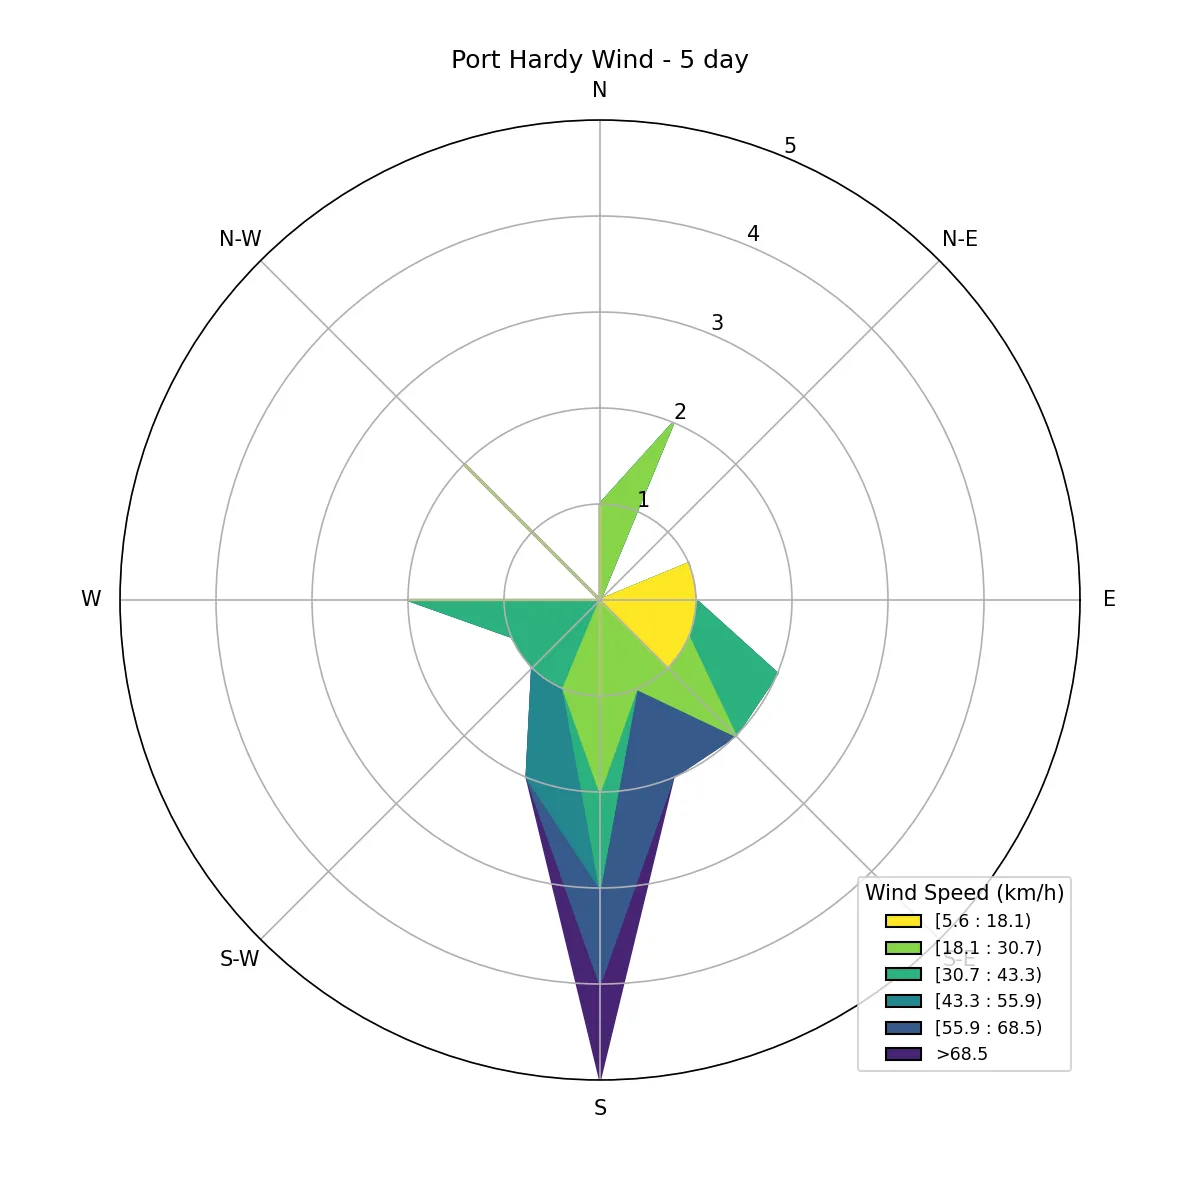 Port Hardy Wind - 5 day
N
5
N-W
N-E
4
3
2
1
W
E
S-W
S-E
S
Wind Speed (km/h)
[5.6 : 18.1)
[18.1 : 30.7)
[30.7 : 43.3)
[43.3 : 55.9)
[55.9 : 68.5)
>68.5